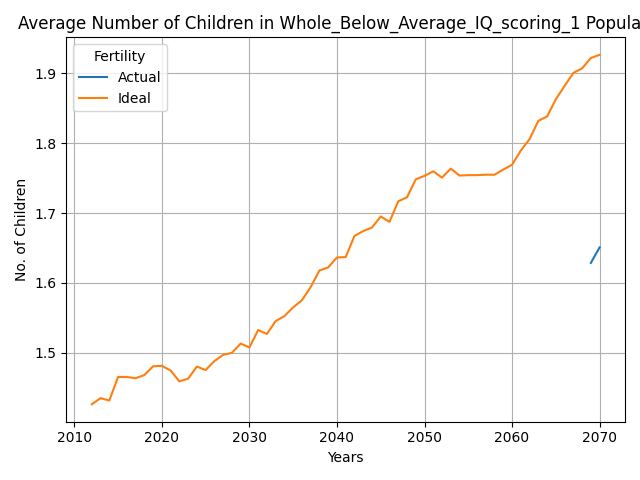 Average Number of Children in Whole_Below_Average_IQ_scoring_1 Popula
Fertility
Actual
Ideal
1.9
1.8
1.7
1.6
1.5
No. of Children
2010 2020 2030 2040 2050 2060 2070
Years